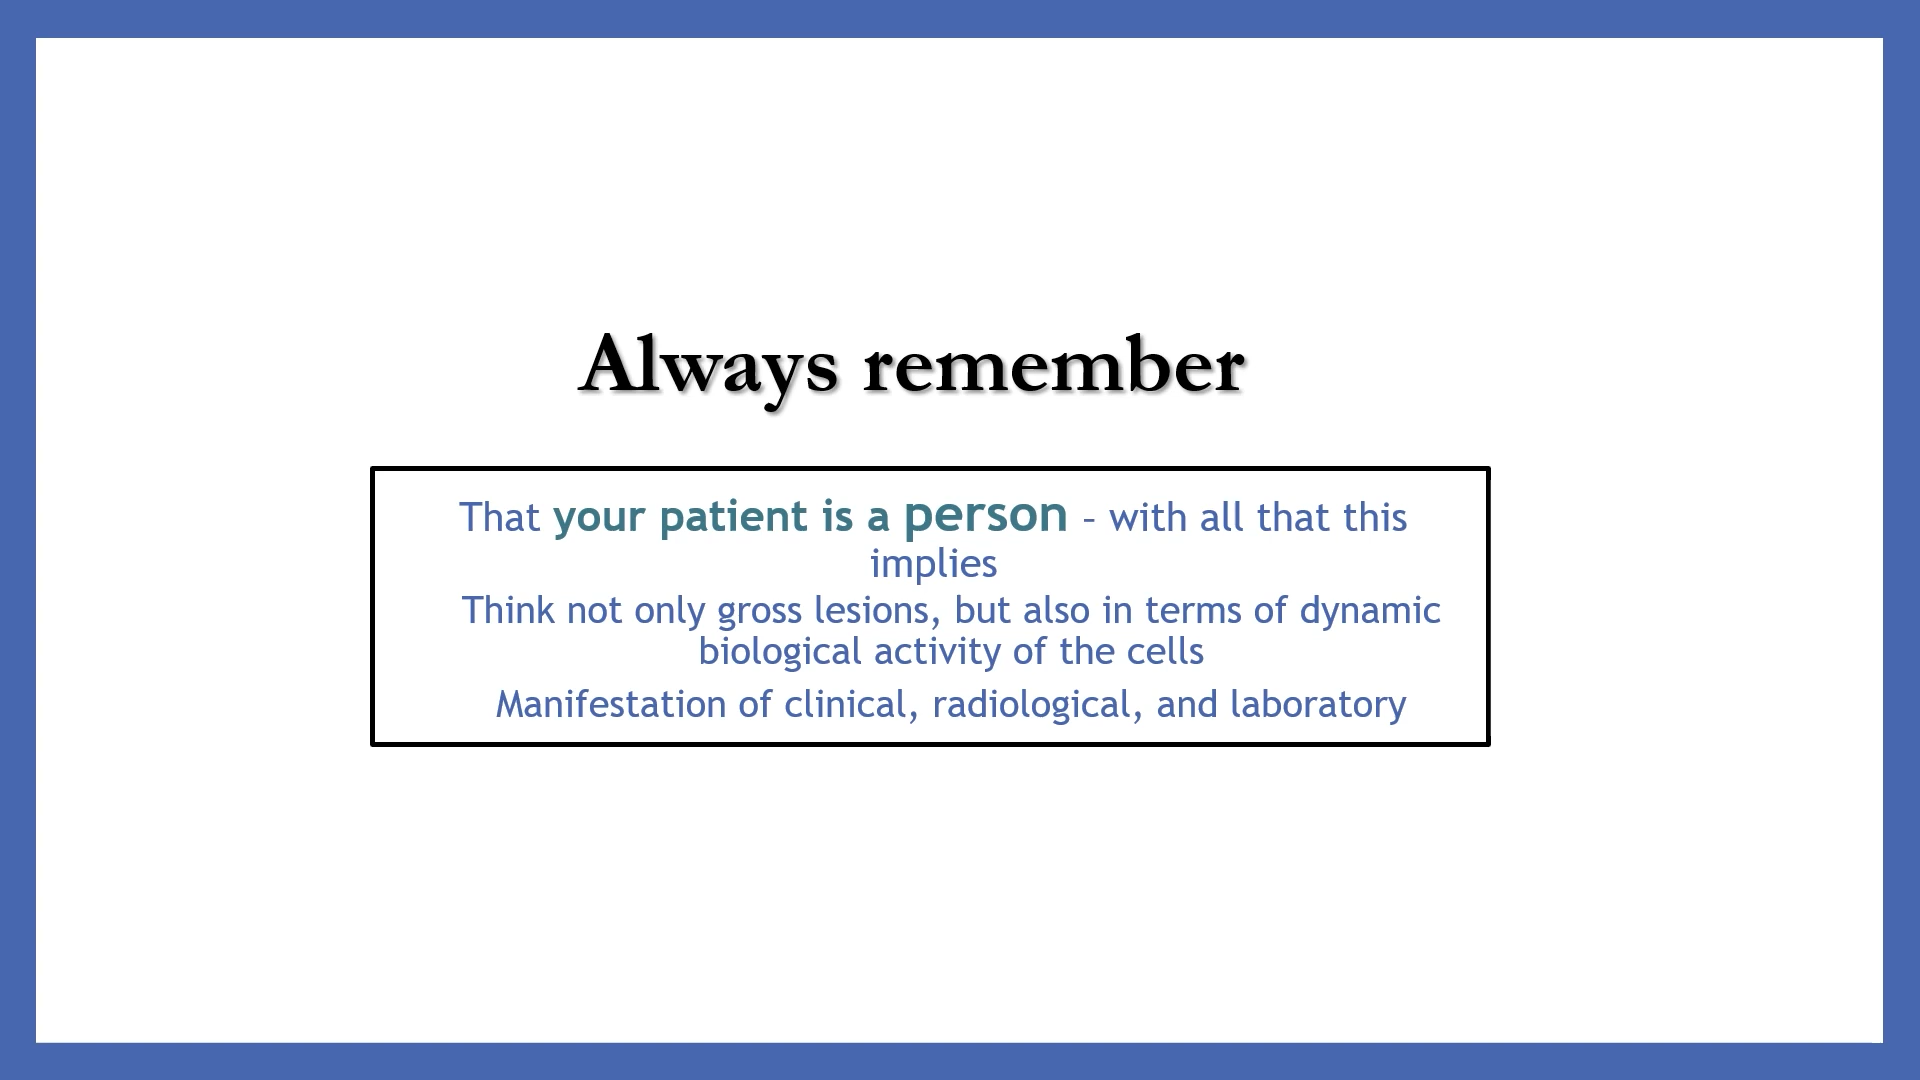 Always remember
That your patient is a person – with all that this
implies
Think not only gross lesions, but also in terms of dynamic
biological activity of the cells
Manifestation of clinical, radiological, and laboratory